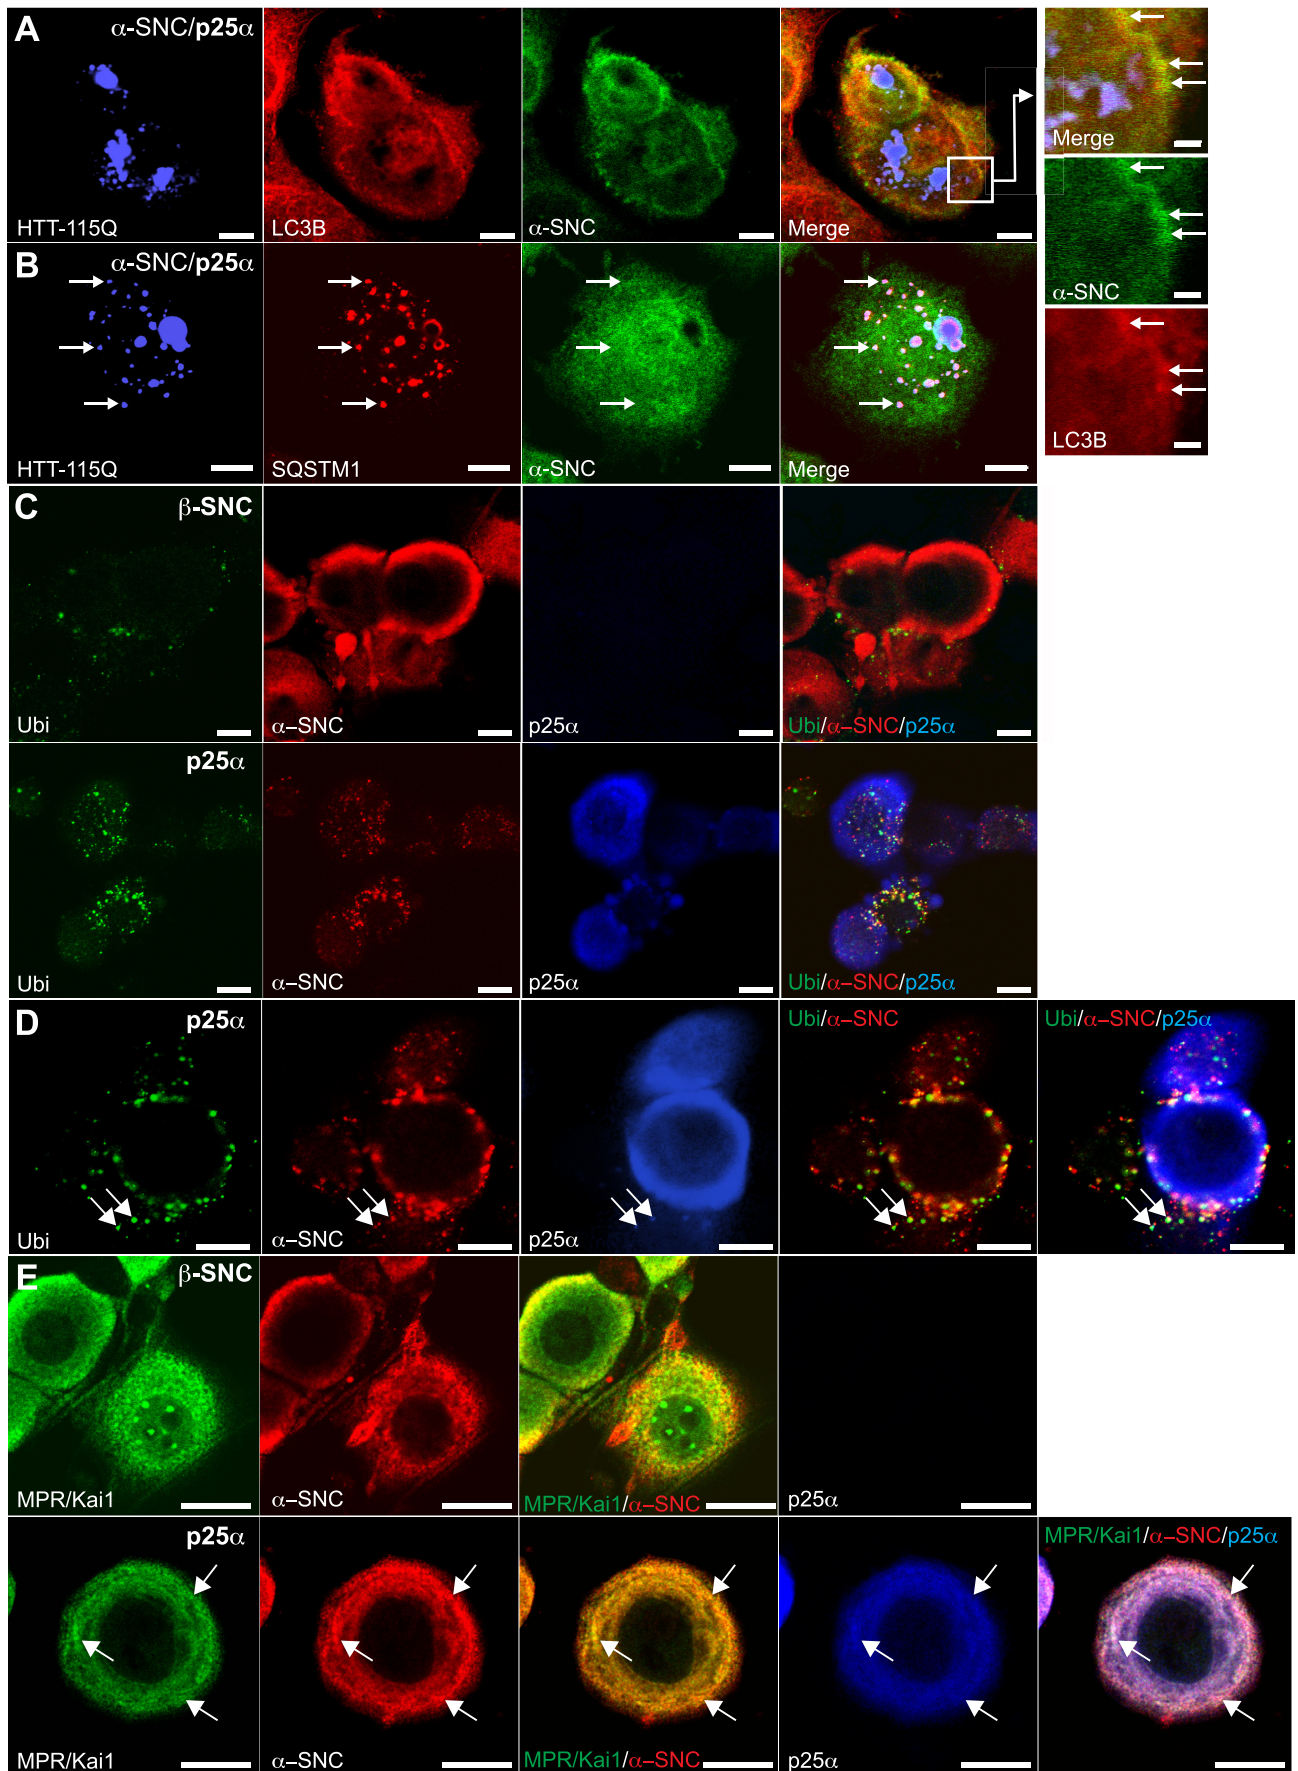 A α-SNC/p25α
HTT-115Q LC3B α-SNC Merge
Merge
α-SNC
LC3B
B α-SNC/p25α
HTT-115Q SQSTM1 α-SNC Merge
C β-SNC
Ubi α–SNC p25α Ubi/α–SNC/p25α
p25α
Ubi α–SNC p25α Ubi/α–SNC/p25α
D p25α Ubi/α–SNC Ubi/α–SNC/p25α
Ubi α–SNC p25α
E β-SNC
MPR/Kai1 α–SNC MPR/Kai1/α–SNC p25α
p25α MPR/Kai1/α–SNC/p25α
MPR/Kai1 α–SNC MPR/Kai1/α–SNC p25α